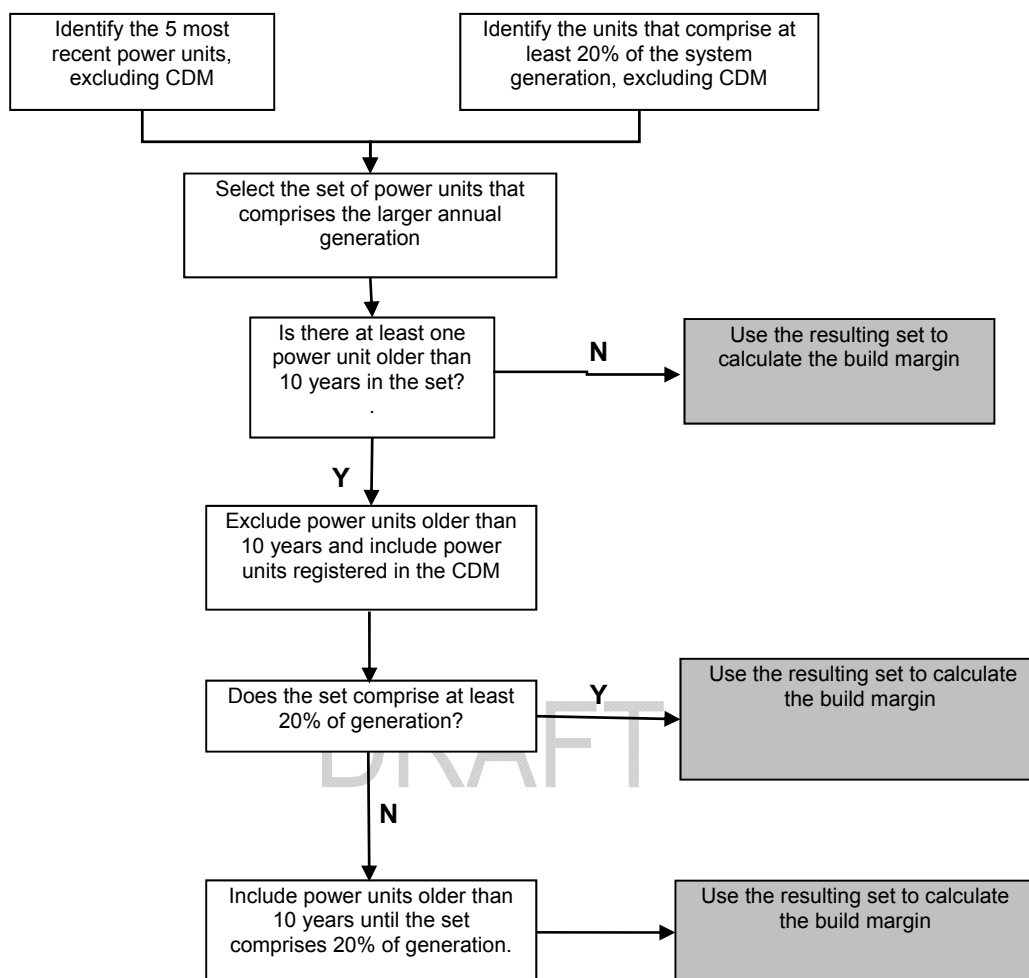 Identify the 5 most
recent power units,
excluding CDM
Identify the units that comprise at
least 20% of the system
generation, excluding CDM
Select the set of power units that
comprises the larger annual
generation
Is there at least one
power unit older than
10 years in the set?
.
N
Use the resulting set to
calculate the build margin
Y
Exclude power units older than
10 years and include power
units registered in the CDM
Does the set comprise at least
20% of generation?
Y
Use the resulting set to calculate
the build margin
DRAFT
N
Include power units older than
10 years until the set
comprises 20% of generation.
Use the resulting set to calculate
the build margin